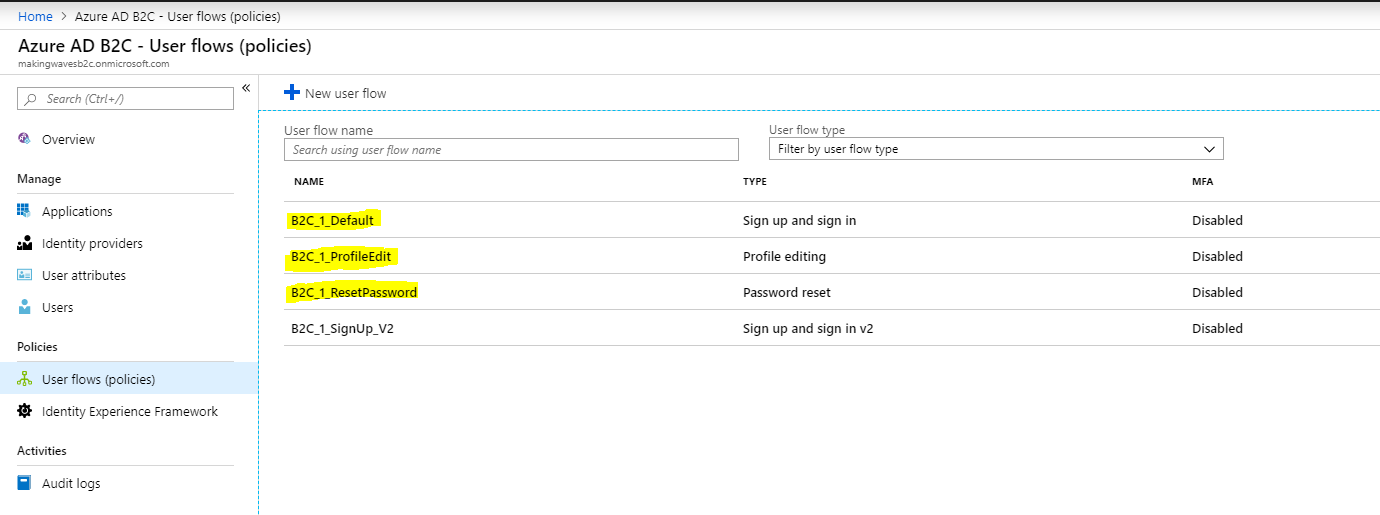 Home > Azure AD B2C - User flows (policies)
Azure AD B2C - User flows (policies)
makingwavesb2c.onmicrosoft.com
Search (Ctrl+/)
«
Overview
Manage
Applications
Identity providers
User attributes
Users
Policies
User flows (policies)
Identity Experience Framework
Activities
Audit logs
New user flow
User flow name
Search using user flow name
User flow type
Filter by user flow type
NAME TYPE MFA
B2C_1_Default Sign up and sign in Disabled
B2C_1_ProfileEdit Profile editing Disabled
B2C_1_ResetPassword Password reset Disabled
B2C_1_SignUp_V2 Sign up and sign in v2 Disabled